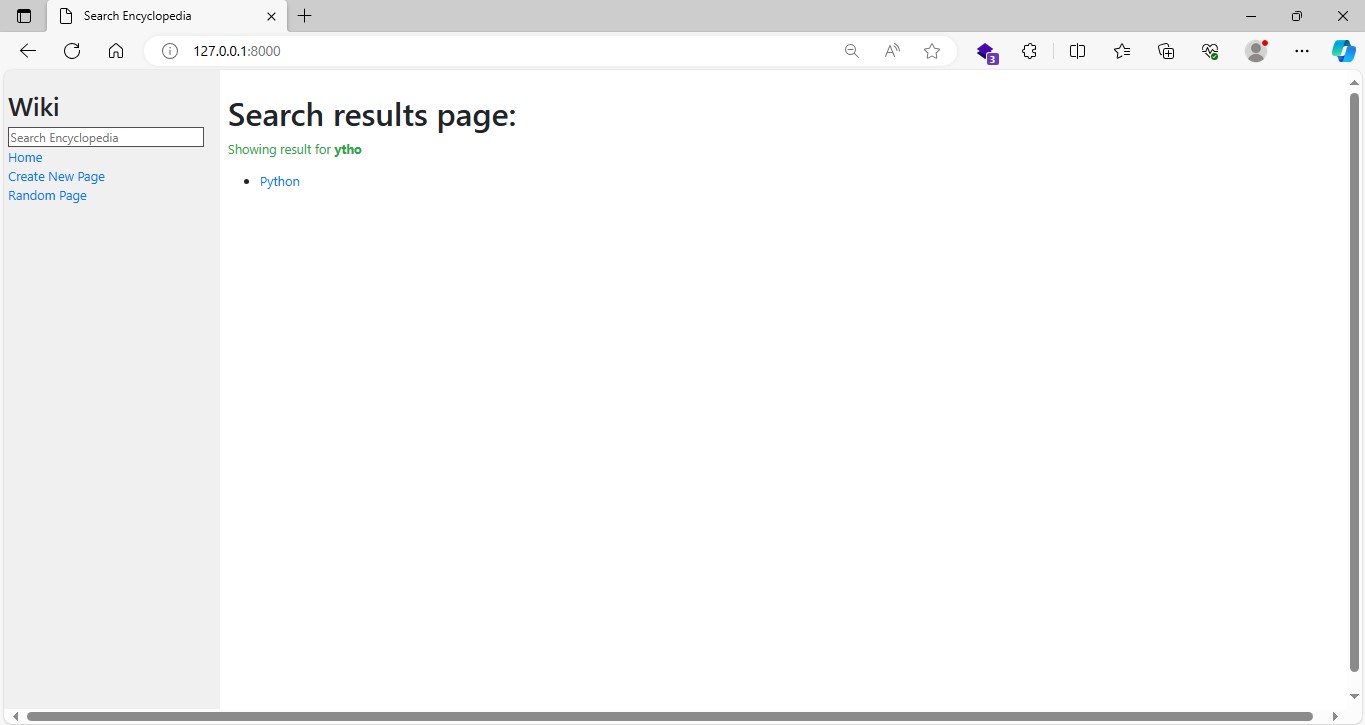 Search Encyclopedia
127.0.0.1:8000
A
3
Wiki
Search Encyclopedia
Home
Create New Page
Random Page
Search results page:
Showing result for ytho
Python